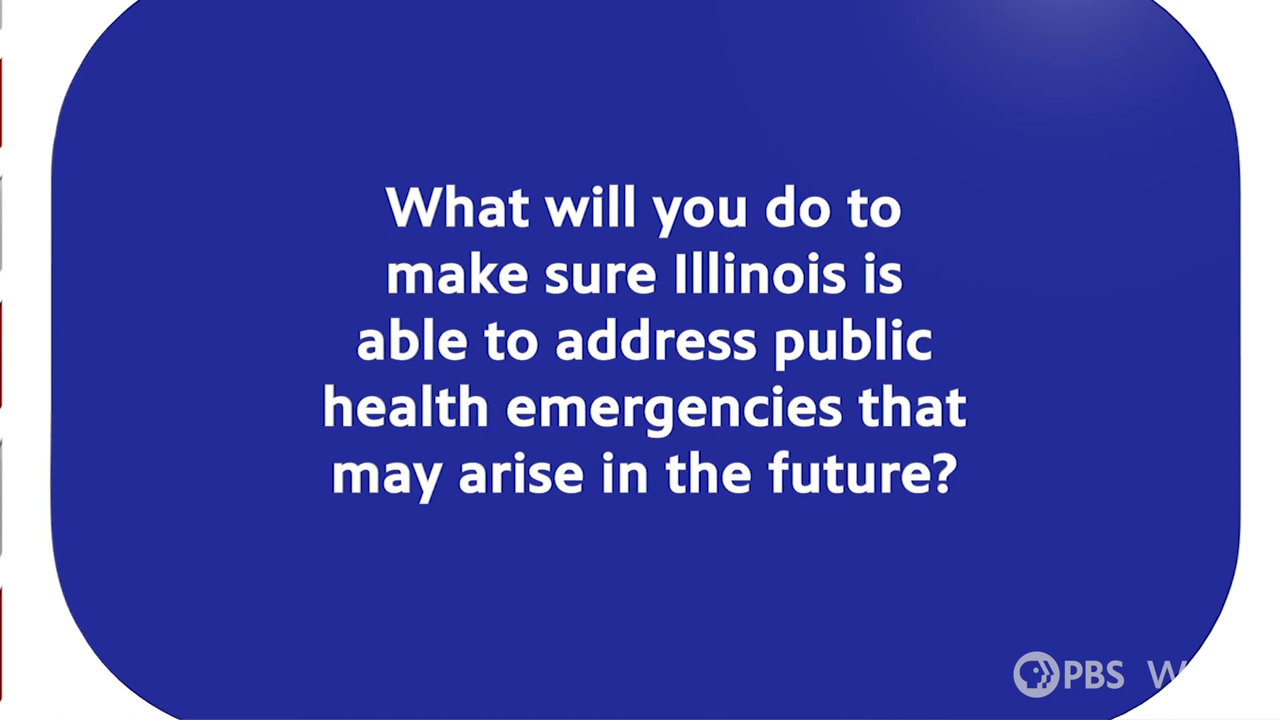 What will you do to
make sure Illinois is
able to address public
health emergencies that
may arise in the future?
PBS W